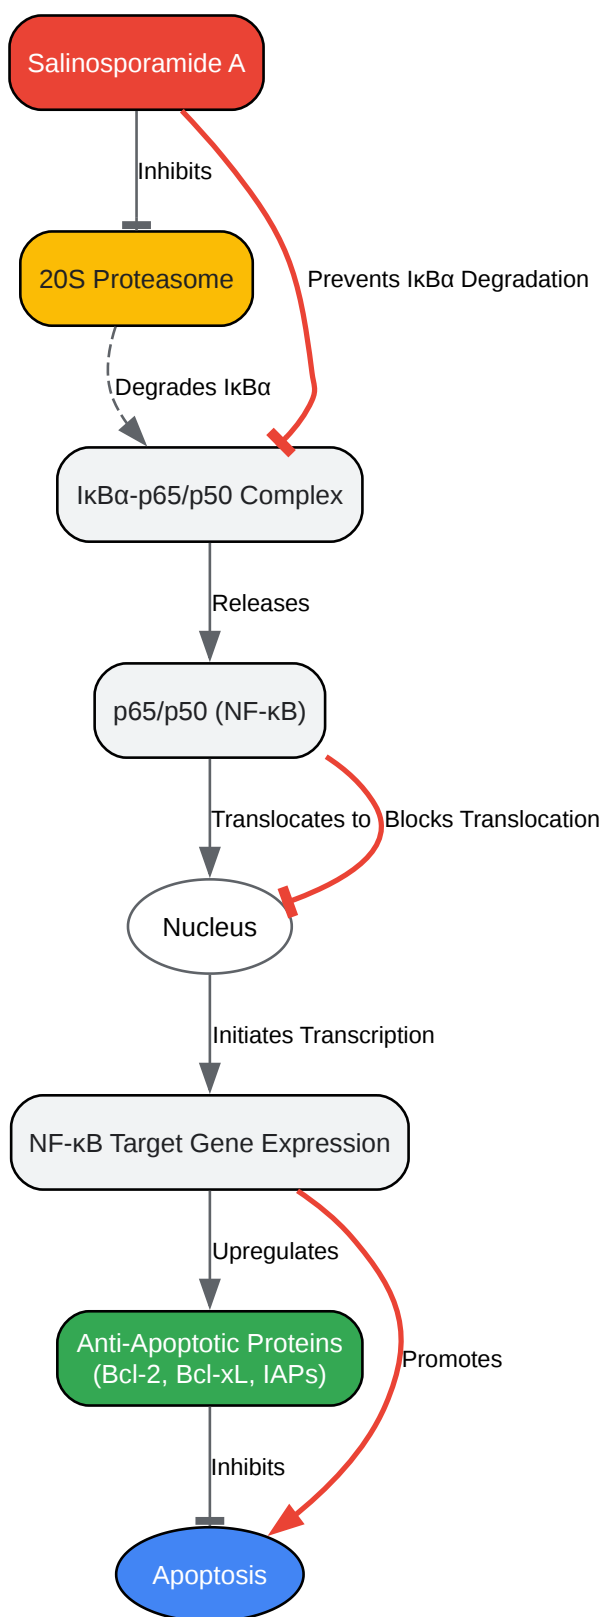 Salinosporamide A
Inhibits
20S Proteasome
Prevents IκBα Degradation
Degrades IκBα
IκBα-p65/p50 Complex
Releases
p65/p50 (NF-κB)
Translocates to
Blocks Translocation
Nucleus
Initiates Transcription
NF-κB Target Gene Expression
Upregulates
Anti-Apoptotic Proteins
(Bcl-2, Bcl-xL, IAPs)
Promotes
Inhibits
Apoptosis